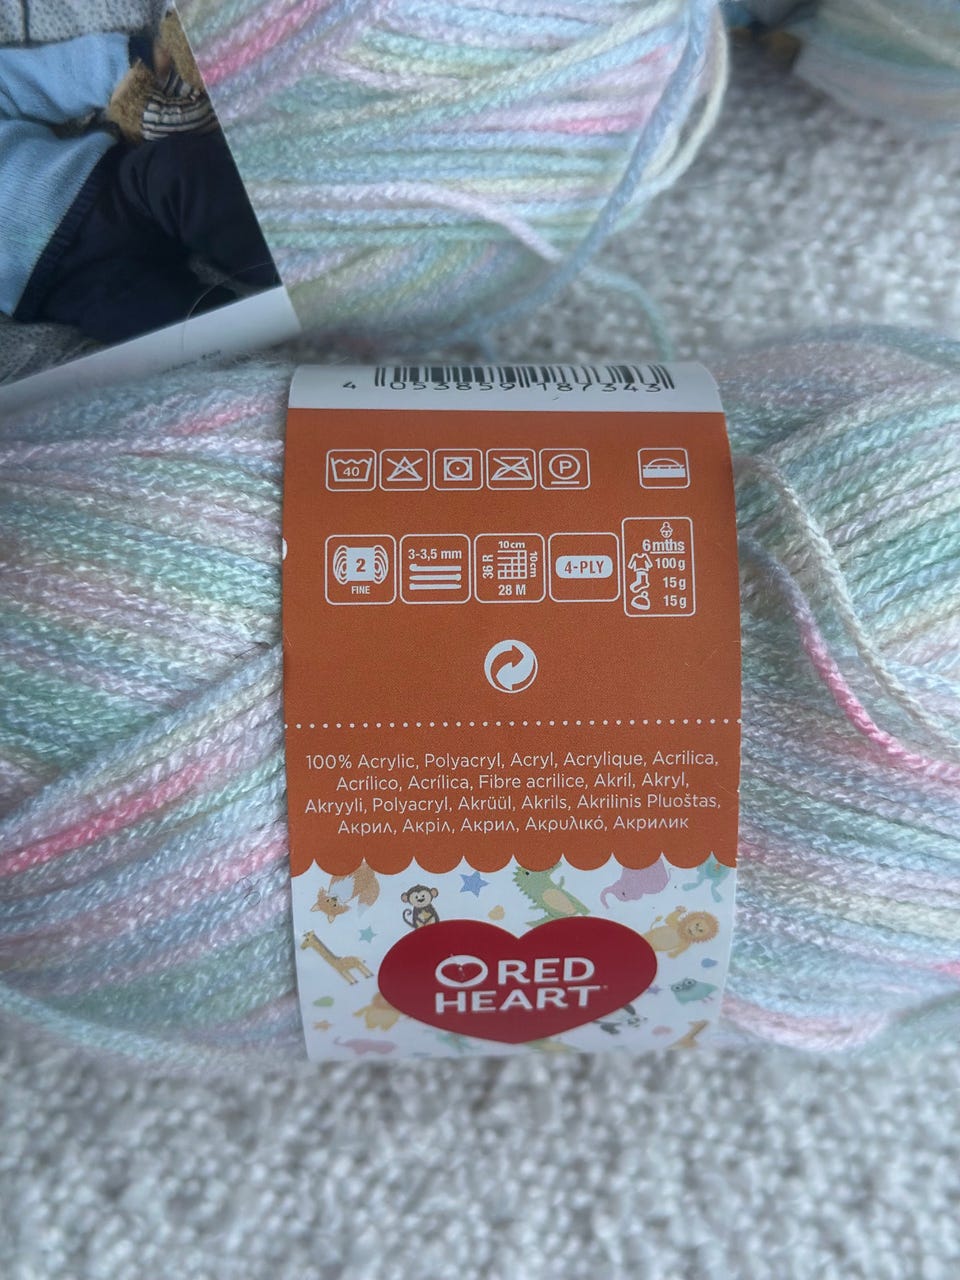 4 053859 187343
40
P
2
FINE
3-3,5 mm
10cm
36 R
10cm
28 M
4-PLY
6mths
100g
15g
15g
100% Acrylic, Polyacryl, Acryl, Acrylique, Acrilica,
Acrílico, Acrílica, Fibre acrilice, Akril, Akryl,
Akryyli, Polyacryl, Akrüül, Akrils, Akrilinis Pluoštas,
Акрил, Акріл, Акрил, Ακρυλικό, Акрилик
RED
HEART